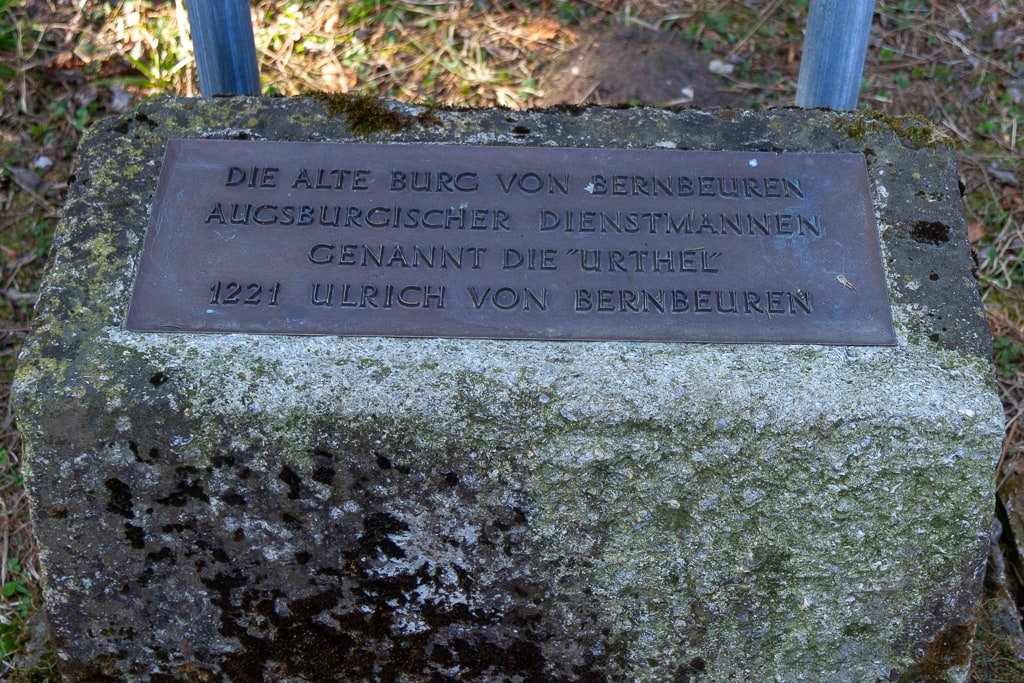 DIE ALTE BURG VON BERNBEUREN
AUGSBURGISCHER DIENSTMANNEN
GENANNT DIE "URTHEL"
1221 ULRICH VON BERNBEUREN